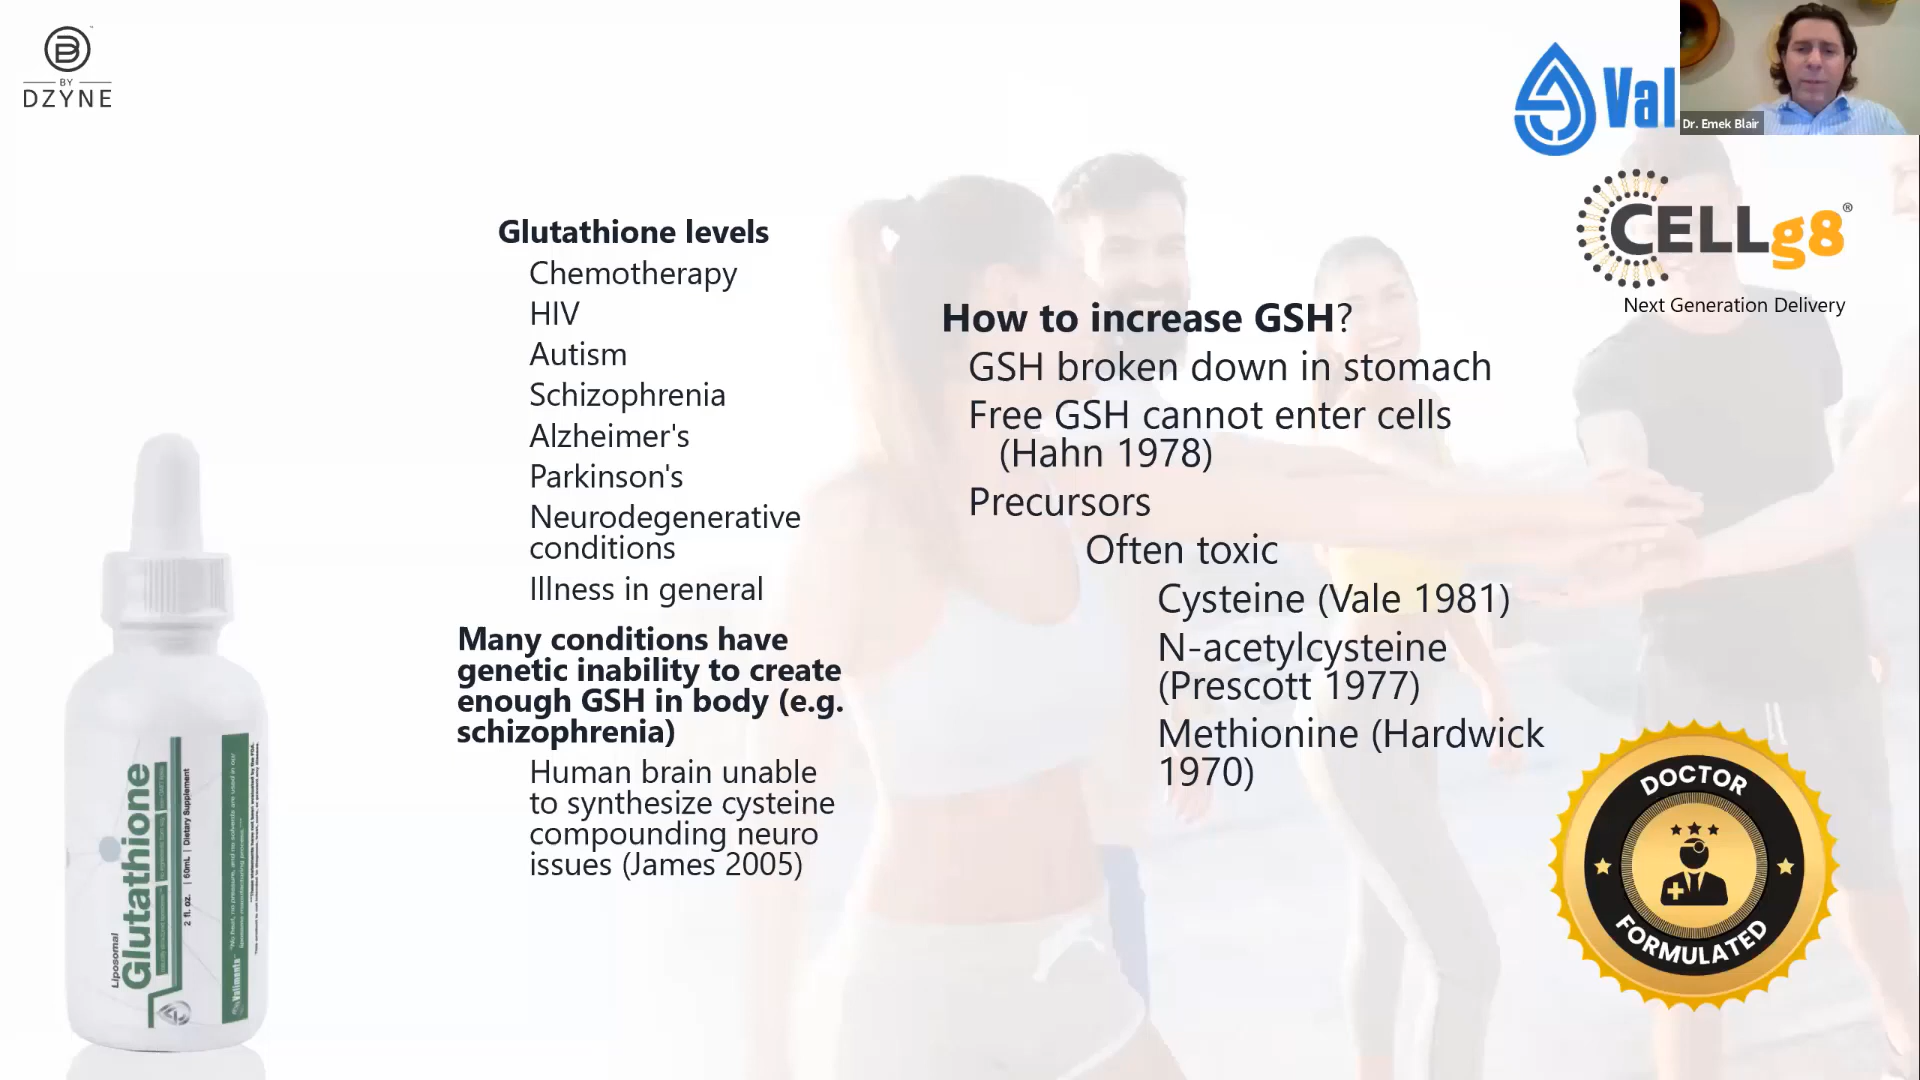 B
BY
DZYNE
Val
Dr. Emek Blair
CELLg8®
Next Generation Delivery
Glutathione levels
Chemotherapy
HIV
Autism
Schizophrenia
Alzheimer's
Parkinson's
Neurodegenerative
conditions
Illness in general
Many conditions have
genetic inability to create
enough GSH in body (e.g.
schizophrenia)
Human brain unable
to synthesize cysteine
compounding neuro
issues (James 2005)
How to increase GSH?
GSH broken down in stomach
Free GSH cannot enter cells
(Hahn 1978)
Precursors
Often toxic
Cysteine (Vale 1981)
N-acetylcysteine
(Prescott 1977)
Methionine (Hardwick
1970)
Liposomal
Glutathione
2 fl. oz. | 60mL | Dietary Supplement
Valimenta
DOCTOR
FORMULATED